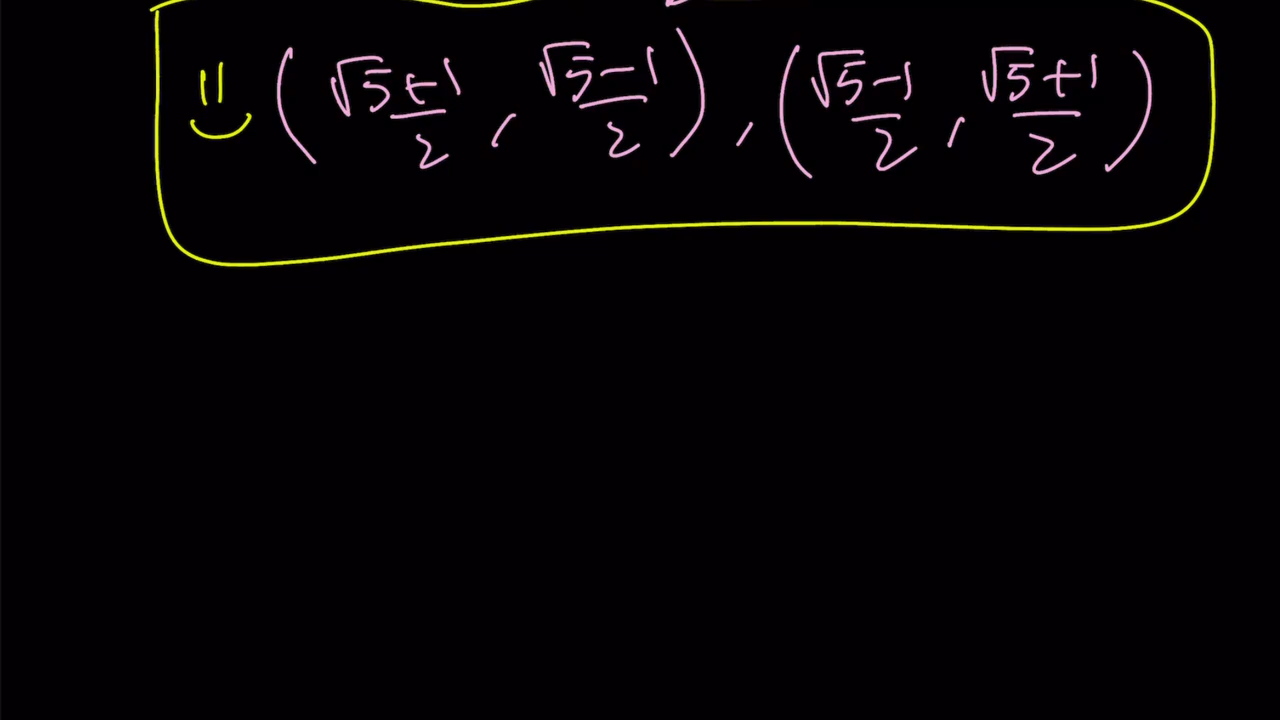 (√5+1/2, √5-1/2), (√5-1/2, √5+1/2)